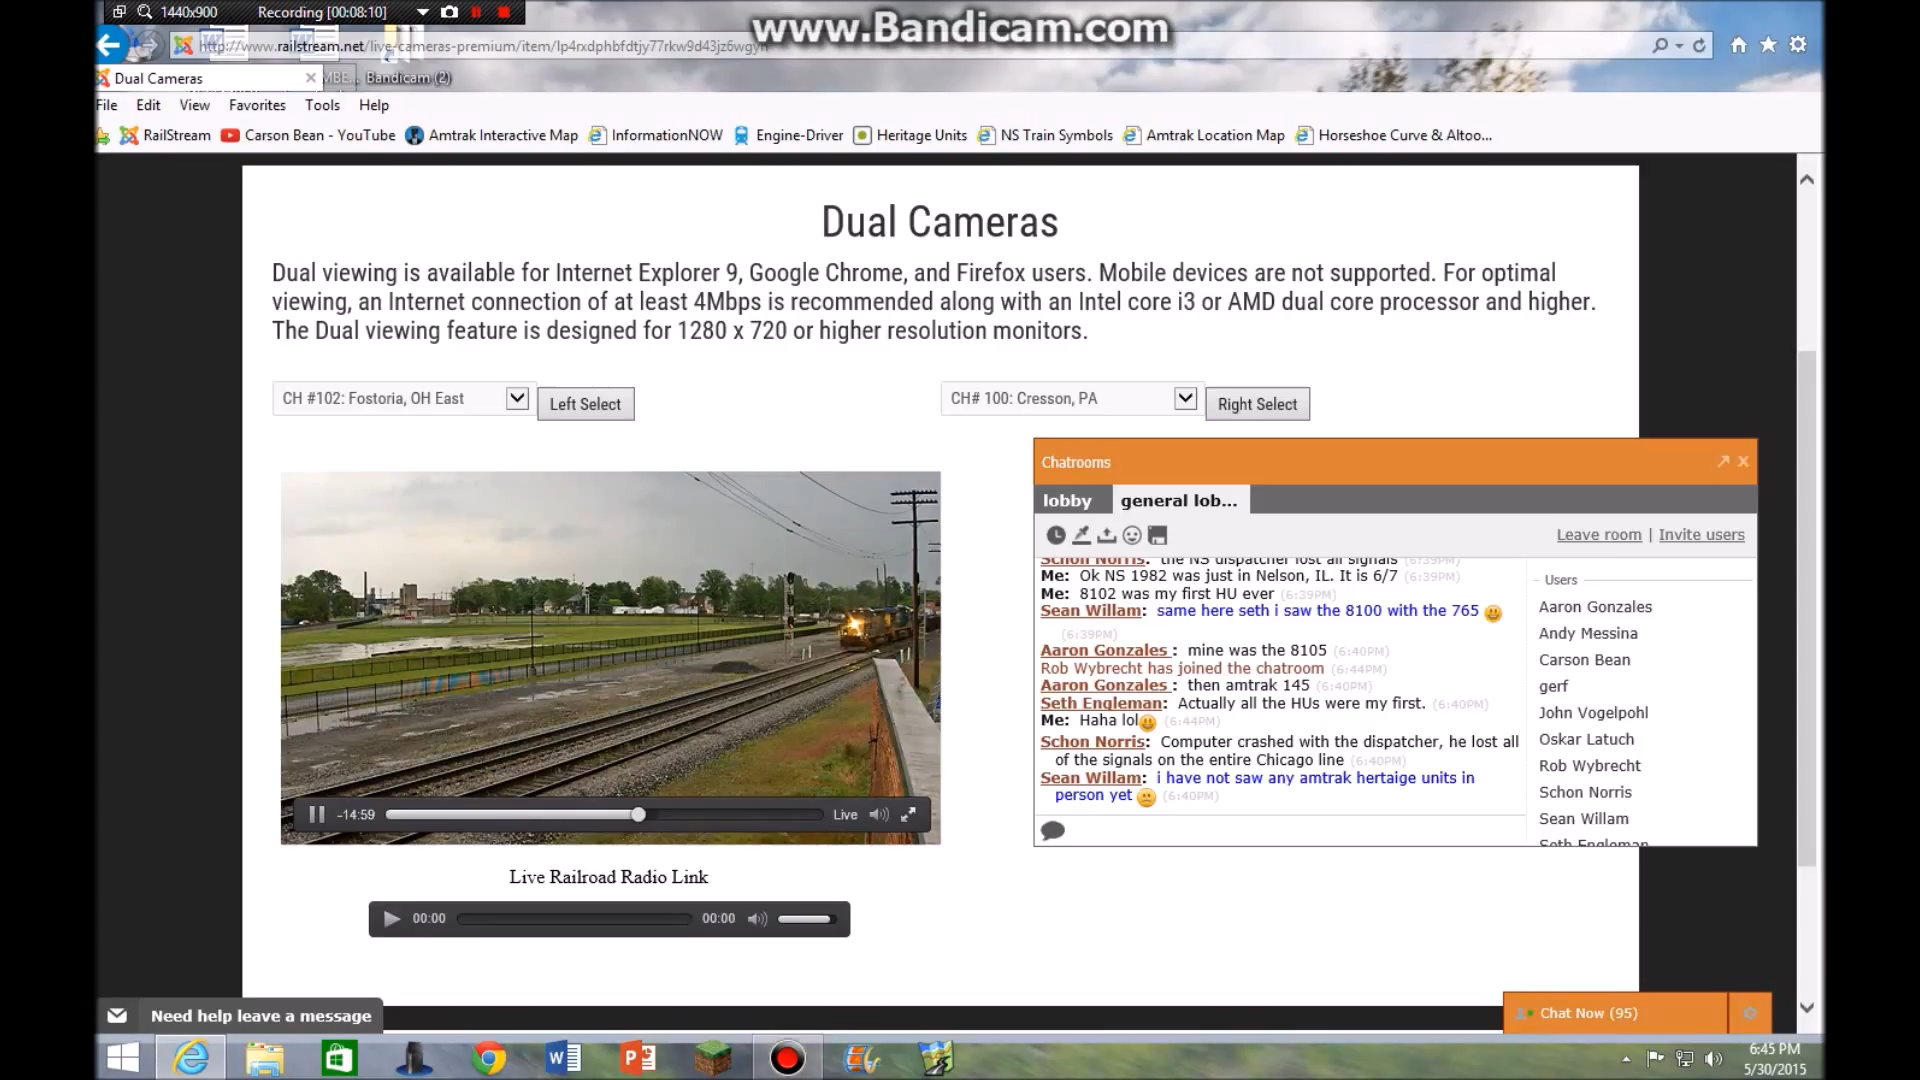 1440x900 Recording [00:08:10]
www.Bandicam.com
http://www.railstream.net/live-cameras-premium/item/lp4rxdphbfdtjy77rkw9d43jz6wgyn
Dual Cameras
Bandicam (2)
File Edit View Favorites Tools Help
RailStream Carson Bean - YouTube Amtrak Interactive Map InformationNOW Engine-Driver Heritage Units NS Train Symbols Amtrak Location Map Horseshoe Curve & Altoo...
Dual Cameras
Dual viewing is available for Internet Explorer 9, Google Chrome, and Firefox users. Mobile devices are not supported. For optimal
viewing, an Internet connection of at least 4Mbps is recommended along with an Intel core i3 or AMD dual core processor and higher.
The Dual viewing feature is designed for 1280 x 720 or higher resolution monitors.
CH #102: Fostoria, OH East Left Select
CH# 100: Cresson, PA Right Select
Chatrooms
lobby general lob...
Leave room | Invite users
Schon Norris: the NS dispatcher lost all signals (6:39PM)
Me: Ok NS 1982 was just in Nelson, IL. It is 6/7 (6:39PM)
Me: 8102 was my first HU ever (6:39PM)
Sean Willam: same here seth i saw the 8100 with the 765
(6:39PM)
Aaron Gonzales : mine was the 8105 (6:40PM)
Rob Wybrecht has joined the chatroom (6:44PM)
Aaron Gonzales : then amtrak 145 (6:40PM)
Seth Engleman: Actually all the HUs were my first. (6:40PM)
Me: Haha lol (6:44PM)
Schon Norris: Computer crashed with the dispatcher, he lost all
of the signals on the entire Chicago line (6:40PM)
Sean Willam: i have not saw any amtrak hertaige units in
person yet (6:40PM)
Users
Aaron Gonzales
Andy Messina
Carson Bean
gerf
John Vogelpohl
Oskar Latuch
Rob Wybrecht
Schon Norris
Sean Willam
Seth Engleman
-14:59 Live
Live Railroad Radio Link
00:00 00:00
Need help leave a message
Chat Now (95)
6:45 PM
5/30/2015